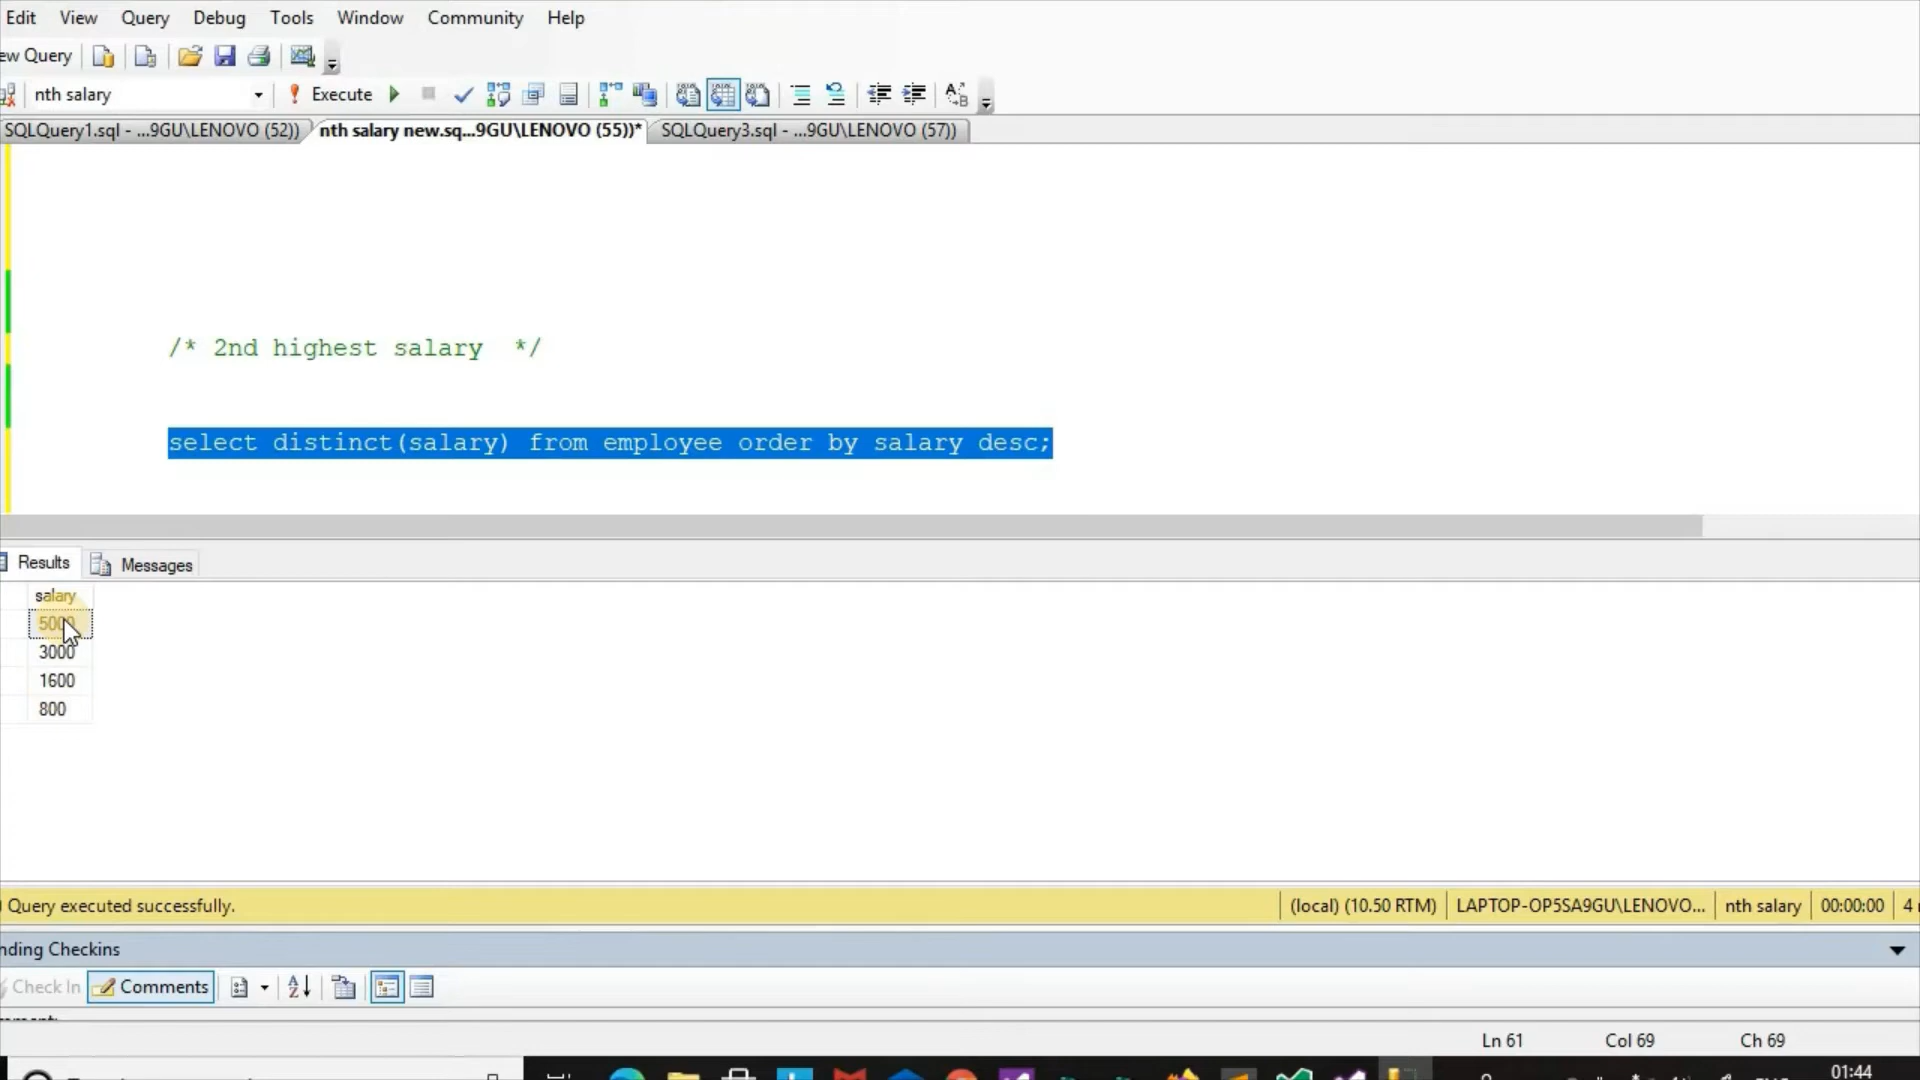 Edit View Query Debug Tools Window Community Help
ew Query
nth salary Execute
SQLQuery1.sql - ...9GU\LENOVO (52)) nth salary new.sq...9GU\LENOVO (55))* SQLQuery3.sql - ...9GU\LENOVO (57))
/* 2nd highest salary */
select distinct(salary) from employee order by salary desc;
Results Messages
salary
5000
3000
1600
800
Query executed successfully. (local) (10.50 RTM) LAPTOP-OP5SA9GU\LENOVO... nth salary 00:00:00 4
nding Checkins
Check In Comments
Ln 61 Col 69 Ch 69
01:44